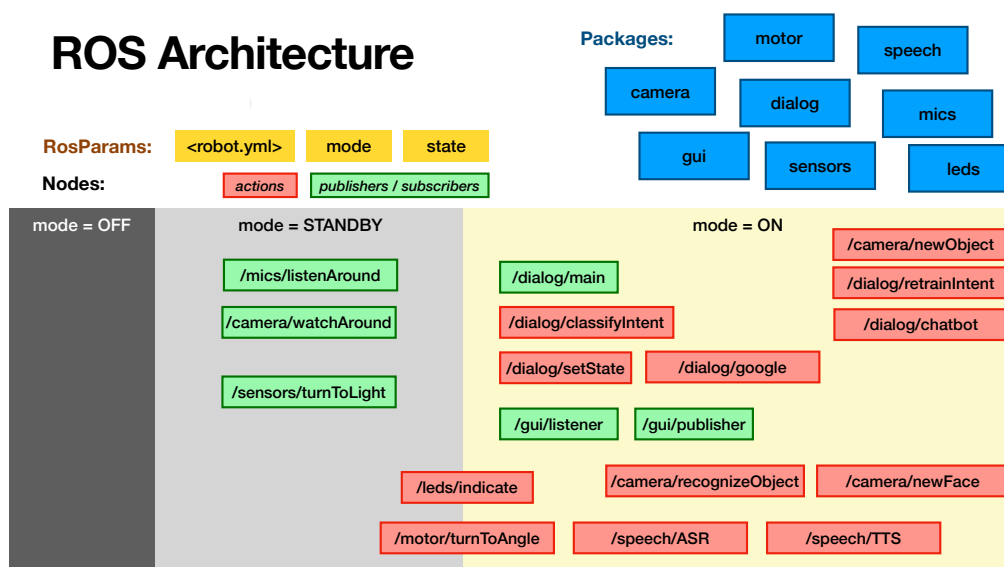 ROS Architecture
Packages:
motor
speech
camera
dialog
mics
gui
sensors
leds
RosParams:
<robot.yml>
mode
state
Nodes:
actions
publishers / subscribers
mode = OFF
mode = STANDBY
mode = ON
/mics/listenAround
/camera/watchAround
/sensors/turnToLight
/dialog/main
/dialog/classifyIntent
/dialog/setState
/dialog/google
/gui/listener
/gui/publisher
/camera/newObject
/dialog/retrainIntent
/dialog/chatbot
/leds/indicate
/camera/recognizeObject
/camera/newFace
/motor/turnToAngle
/speech/ASR
/speech/TTS